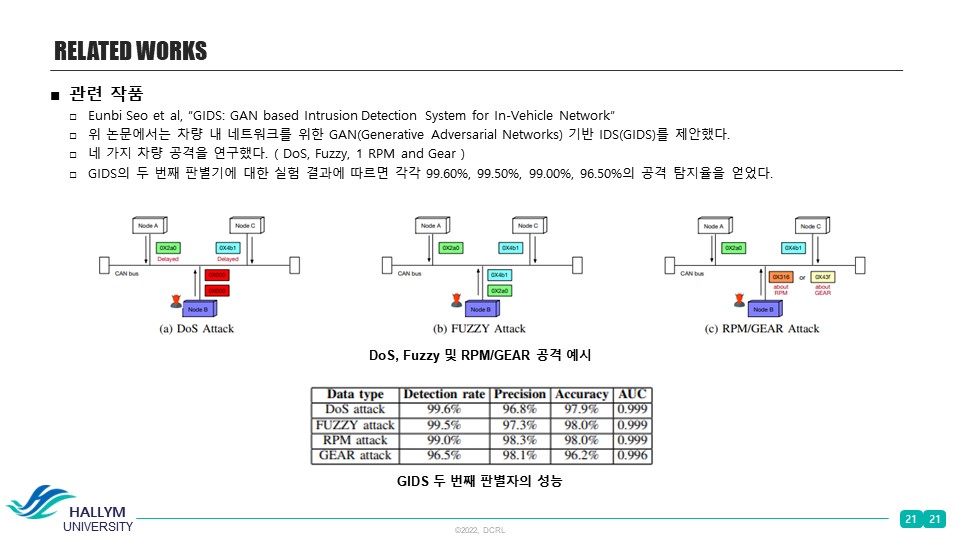 RELATED WORKS
■ 관련 작품
□ Eunbi Seo et al, “GIDS: GAN based Intrusion Detection System for In-Vehicle Network”
□ 위 논문에서는 차량 내 네트워크를 위한 GAN(Generative Adversarial Networks) 기반 IDS(GIDS)를 제안했다.
□ 네 가지 차량 공격을 연구했다. ( DoS, Fuzzy, 1 RPM and Gear )
□ GIDS의 두 번째 판별기에 대한 실험 결과에 따르면 각각 99.60%, 99.50%, 99.00%, 96.50%의 공격 탐지율을 얻었다.
Node A Node C
0X2a0 0X4b1
Delayed Delayed
CAN bus
0X000
0X000
Node B
(a) DoS Attack
Node A Node C
0X2a0 0X4b1
CAN bus
0X4b1
0X2a0
Node B
(b) FUZZY Attack
Node A Node C
0X2a0 0X4b1
CAN bus
0X316 or 0X43f
about RPM about GEAR
Node B
(c) RPM/GEAR Attack
DoS, Fuzzy 및 RPM/GEAR 공격 예시
Data type Detection rate Precision Accuracy AUC
DoS attack 99.6% 96.8% 97.9% 0.999
FUZZY attack 99.5% 97.3% 98.0% 0.999
RPM attack 99.0% 98.3% 98.0% 0.999
GEAR attack 96.5% 98.1% 96.2% 0.996
GIDS 두 번째 판별자의 성능
HALLYM
UNIVERSITY
©2022, DCRL
21 21